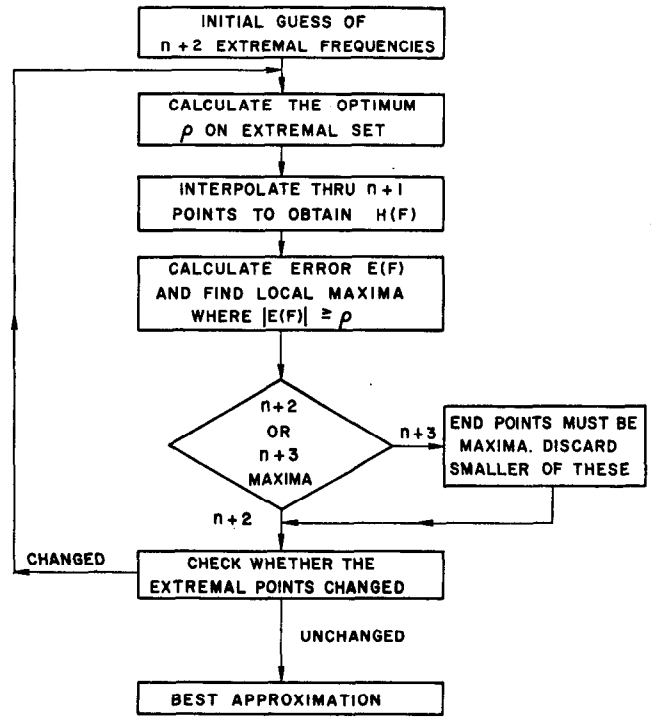 INITIAL GUESS OF
n + 2 EXTREMAL FREQUENCIES
CALCULATE THE OPTIMUM
ρ ON EXTREMAL SET
INTERPOLATE THRU n+1
POINTS TO OBTAIN H(F)
CALCULATE ERROR E(F)
AND FIND LOCAL MAXIMA
WHERE |E(F)| ≧ ρ
n+2
OR
n+3
MAXIMA
n+3
END POINTS MUST BE
MAXIMA. DISCARD
SMALLER OF THESE
n+2
CHANGED
CHECK WHETHER THE
EXTREMAL POINTS CHANGED
UNCHANGED
BEST APPROXIMATION